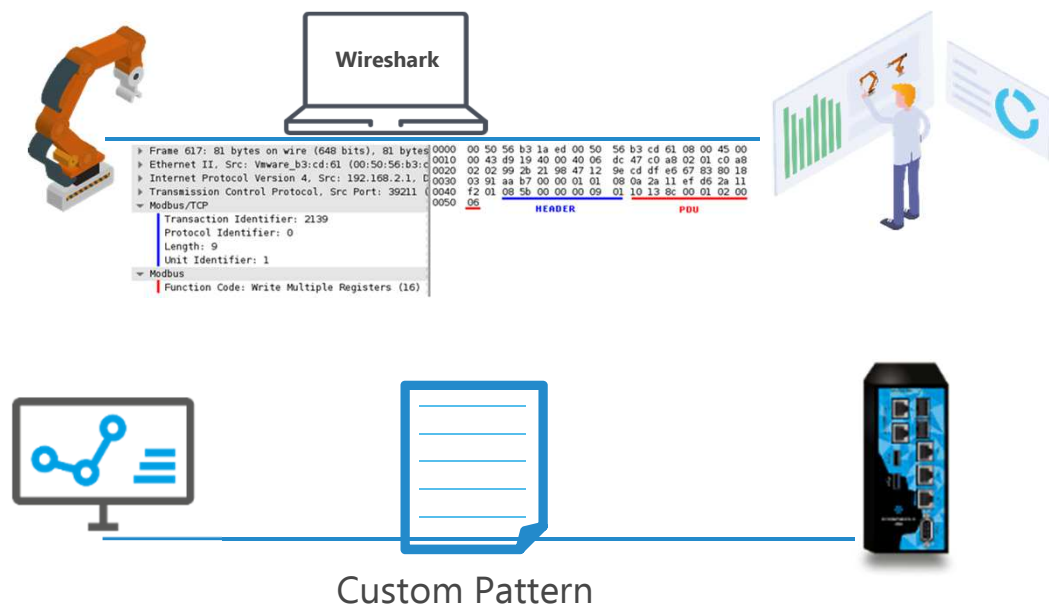 Wireshark
Frame 617: 81 bytes on wire (648 bits), 81 bytes
Ethernet II, Src: Vmware_b3:cd:61 (00:50:56:b3:c
Internet Protocol Version 4, Src: 192.168.2.1, D
Transmission Control Protocol, Src Port: 39211 (
Modbus/TCP
Transaction Identifier: 2139
Protocol Identifier: 0
Length: 9
Unit Identifier: 1
Modbus
Function Code: Write Multiple Registers (16)
0000 00 50 56 b3 1a ed 00 50 56 b3 cd 61 08 00 45 00
0010 00 43 d9 19 40 00 40 06 dc 47 c0 a8 02 01 c0 a8
0020 02 02 99 2b 21 98 47 12 9e cd df e6 67 83 80 18
0030 03 91 aa b7 00 00 01 01 08 0a 2a 11 ef d6 2a 11
0040 f2 01 08 5b 00 00 00 09 01 10 13 8c 00 01 02 00
0050 06
HEADER PDU
Custom Pattern